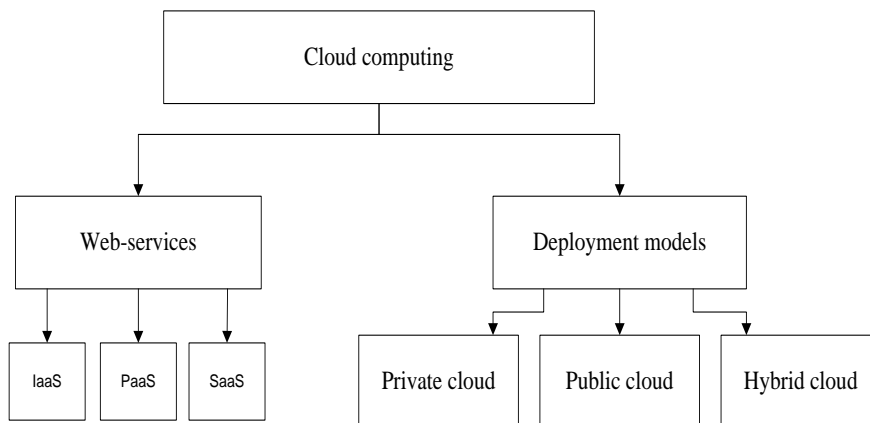 Cloud computing
Web-services
Deployment models
IaaS
PaaS
SaaS
Private cloud
Public cloud
Hybrid cloud